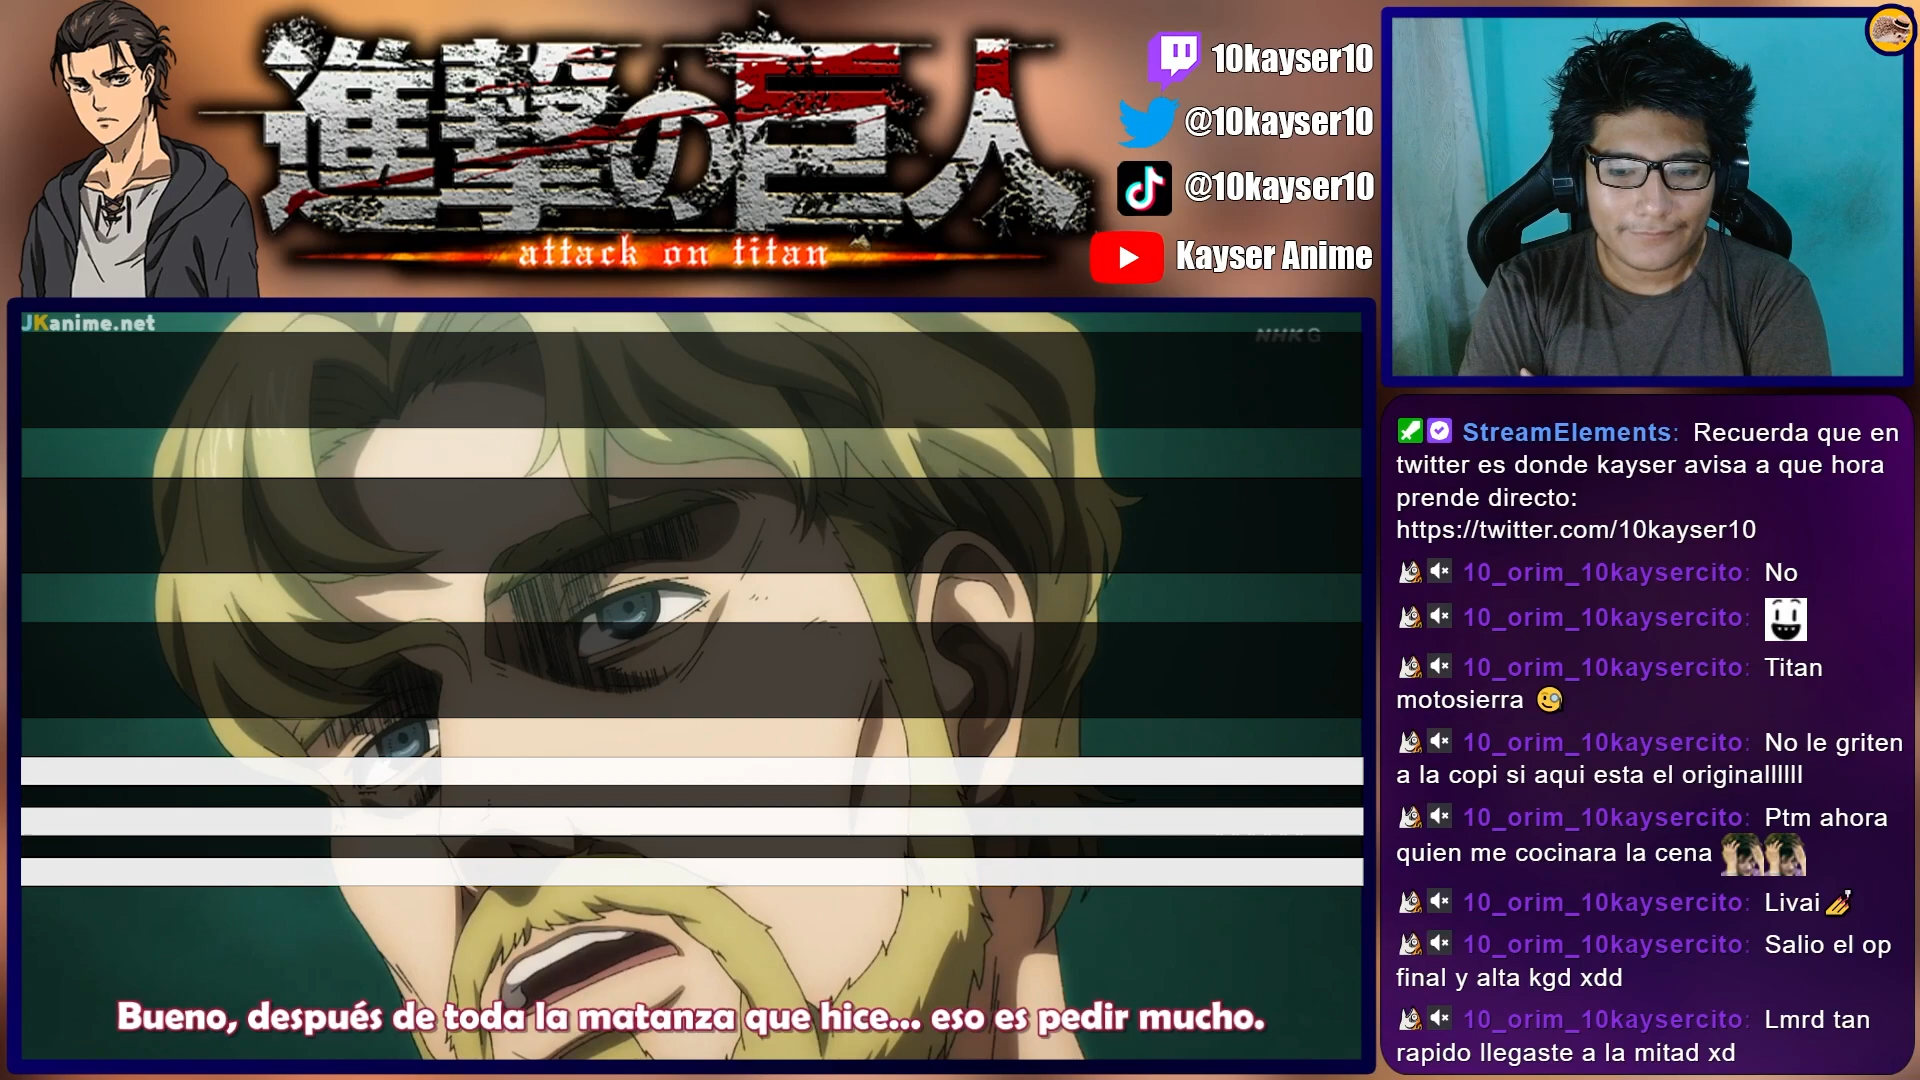 進撃の巨人
attack on titan
10kayser10
@10kayser10
@10kayser10
Kayser Anime
JKanime.net
NHK G
Bueno, después de toda la matanza que hice... eso es pedir mucho.
StreamElements: Recuerda que en
twitter es donde kayser avisa a que hora
prende directo:
https://twitter.com/10kayser10
10_orim_10kaysercito: No
10_orim_10kaysercito:
10_orim_10kaysercito: Titan
motosierra
10_orim_10kaysercito: No le griten
a la copi si aqui esta el originallllll
10_orim_10kaysercito: Ptm ahora
quien me cocinara la cena
10_orim_10kaysercito: Livai
10_orim_10kaysercito: Salio el op
final y alta kgd xdd
10_orim_10kaysercito: Lmrd tan
rapido llegaste a la mitad xd